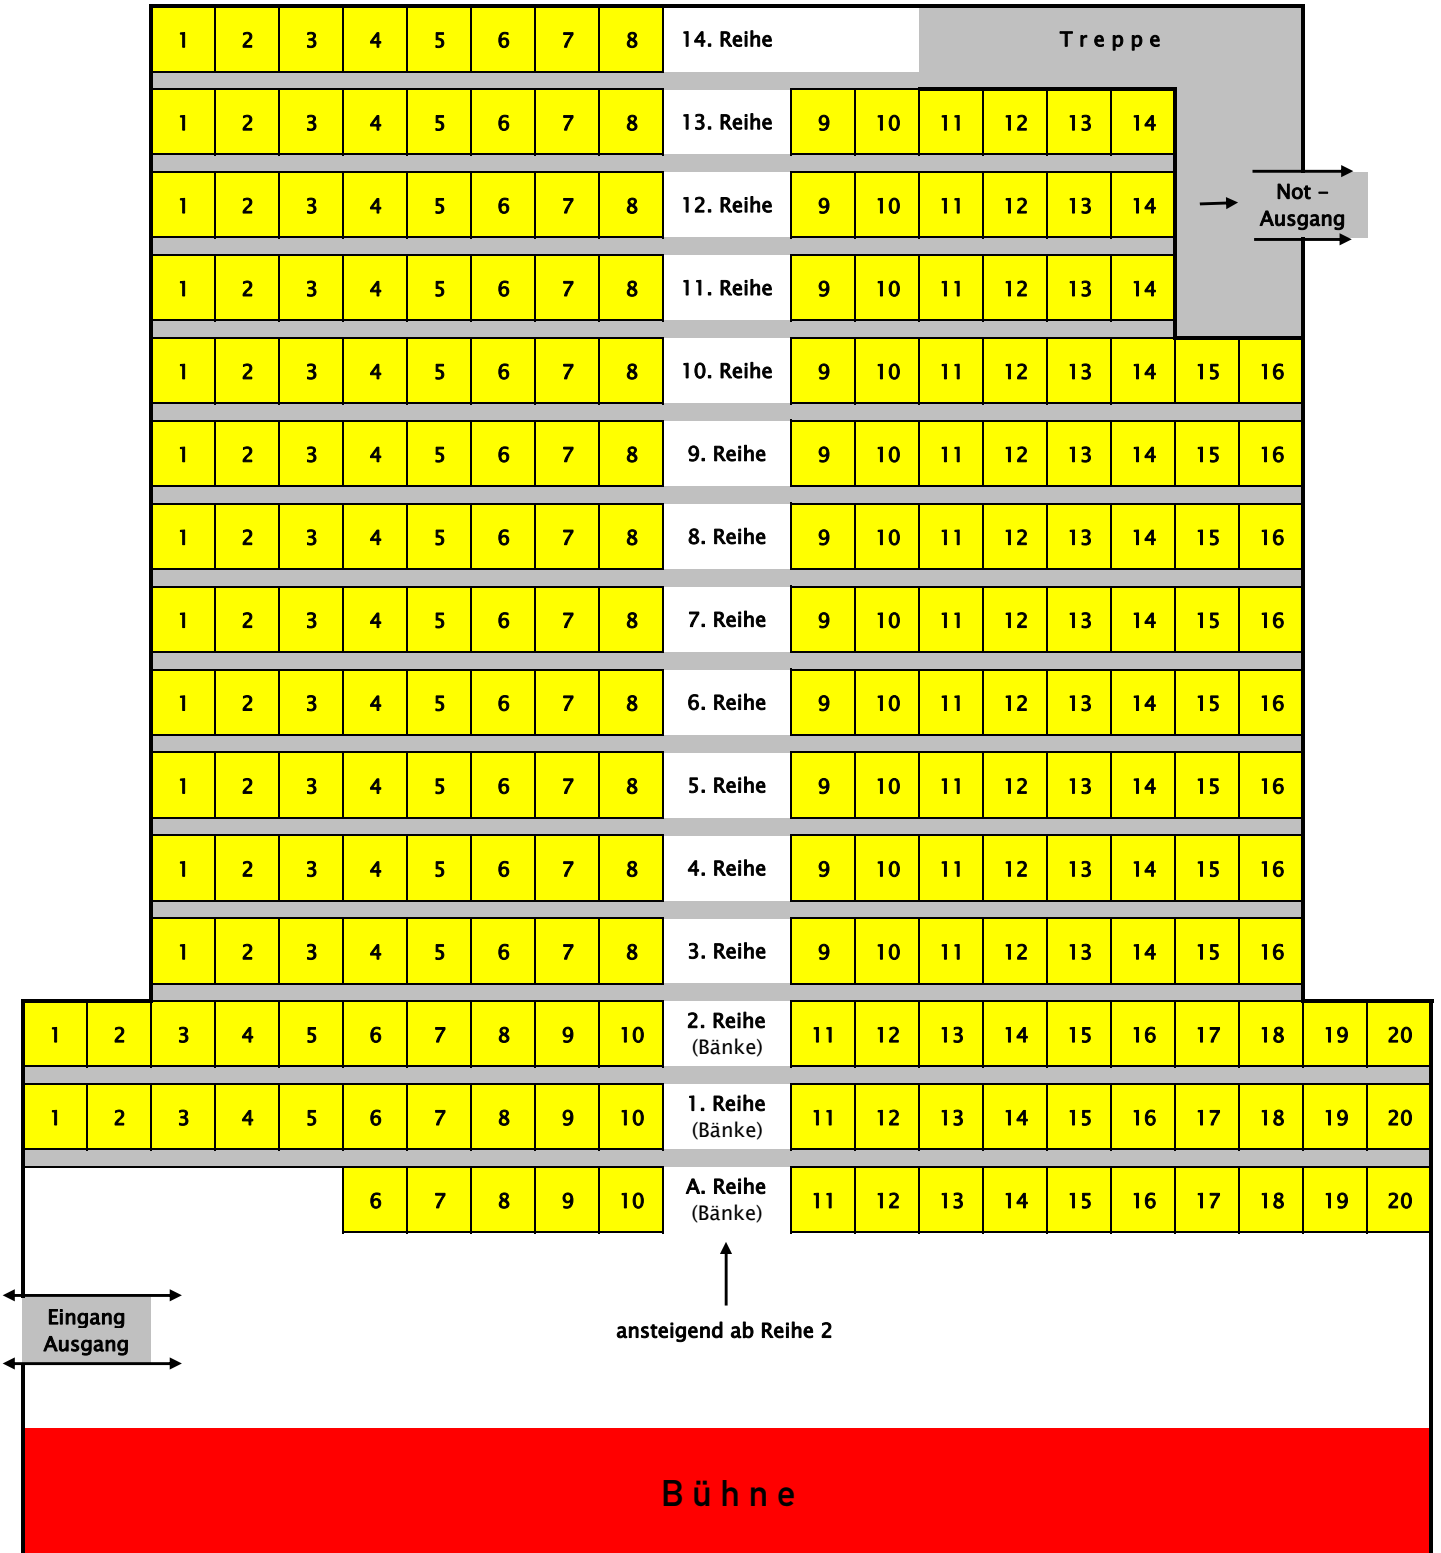 1 2 3 4 5 6 7 8 14. Reihe Treppe
1 2 3 4 5 6 7 8 13. Reihe 9 10 11 12 13 14
1 2 3 4 5 6 7 8 12. Reihe 9 10 11 12 13 14
Not –
Ausgang
1 2 3 4 5 6 7 8 11. Reihe 9 10 11 12 13 14
1 2 3 4 5 6 7 8 10. Reihe 9 10 11 12 13 14 15 16
1 2 3 4 5 6 7 8 9. Reihe 9 10 11 12 13 14 15 16
1 2 3 4 5 6 7 8 8. Reihe 9 10 11 12 13 14 15 16
1 2 3 4 5 6 7 8 7. Reihe 9 10 11 12 13 14 15 16
1 2 3 4 5 6 7 8 6. Reihe 9 10 11 12 13 14 15 16
1 2 3 4 5 6 7 8 5. Reihe 9 10 11 12 13 14 15 16
1 2 3 4 5 6 7 8 4. Reihe 9 10 11 12 13 14 15 16
1 2 3 4 5 6 7 8 3. Reihe 9 10 11 12 13 14 15 16
1 2 3 4 5 6 7 8 9 10 2. Reihe 11 12 13 14 15 16 17 18 19 20
(Bänke)
1 2 3 4 5 6 7 8 9 10 1. Reihe 11 12 13 14 15 16 17 18 19 20
(Bänke)
6 7 8 9 10 A. Reihe 11 12 13 14 15 16 17 18 19 20
(Bänke)
Eingang
Ausgang
ansteigend ab Reihe 2
Bühne